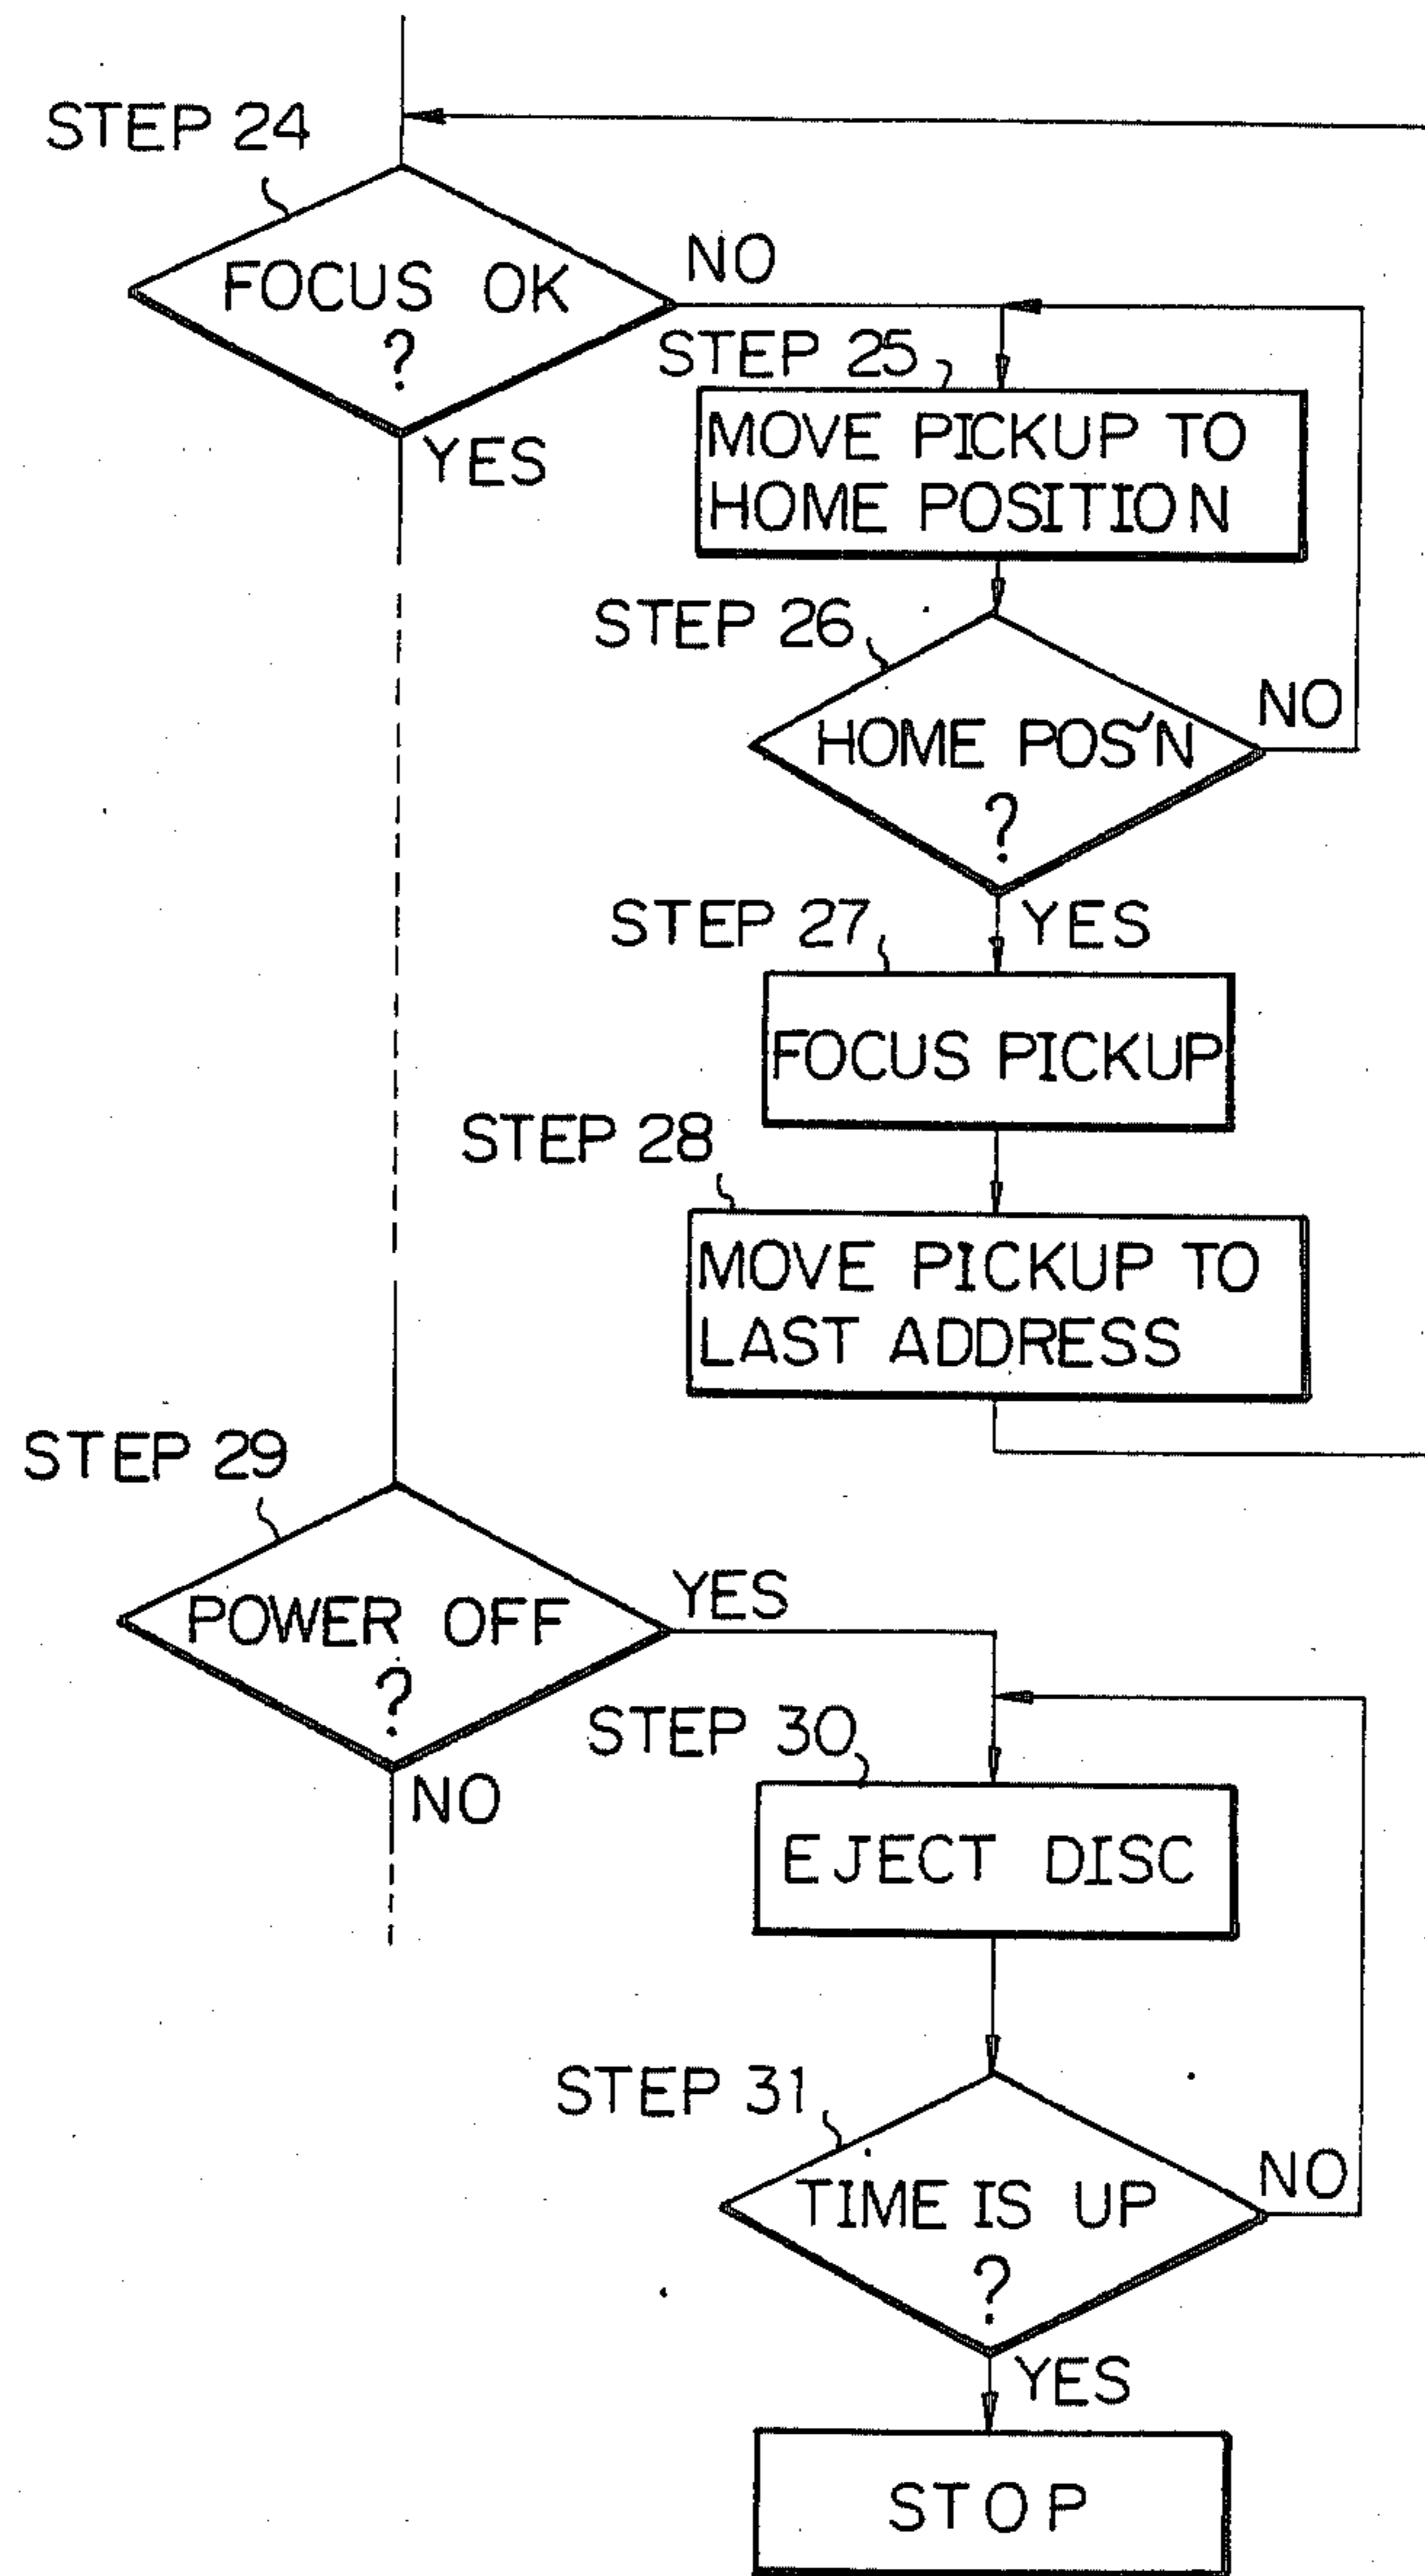 STEP 24
FOCUS OK
?
NO
YES
STEP 25
MOVE PICKUP TO
HOME POSITION
STEP 26
HOME POS'N
?
NO
YES
STEP 27
FOCUS PICKUP
STEP 28
MOVE PICKUP TO
LAST ADDRESS
STEP 29
POWER OFF
?
YES
NO
STEP 30
EJECT DISC
STEP 31
TIME IS UP
?
NO
YES
STOP